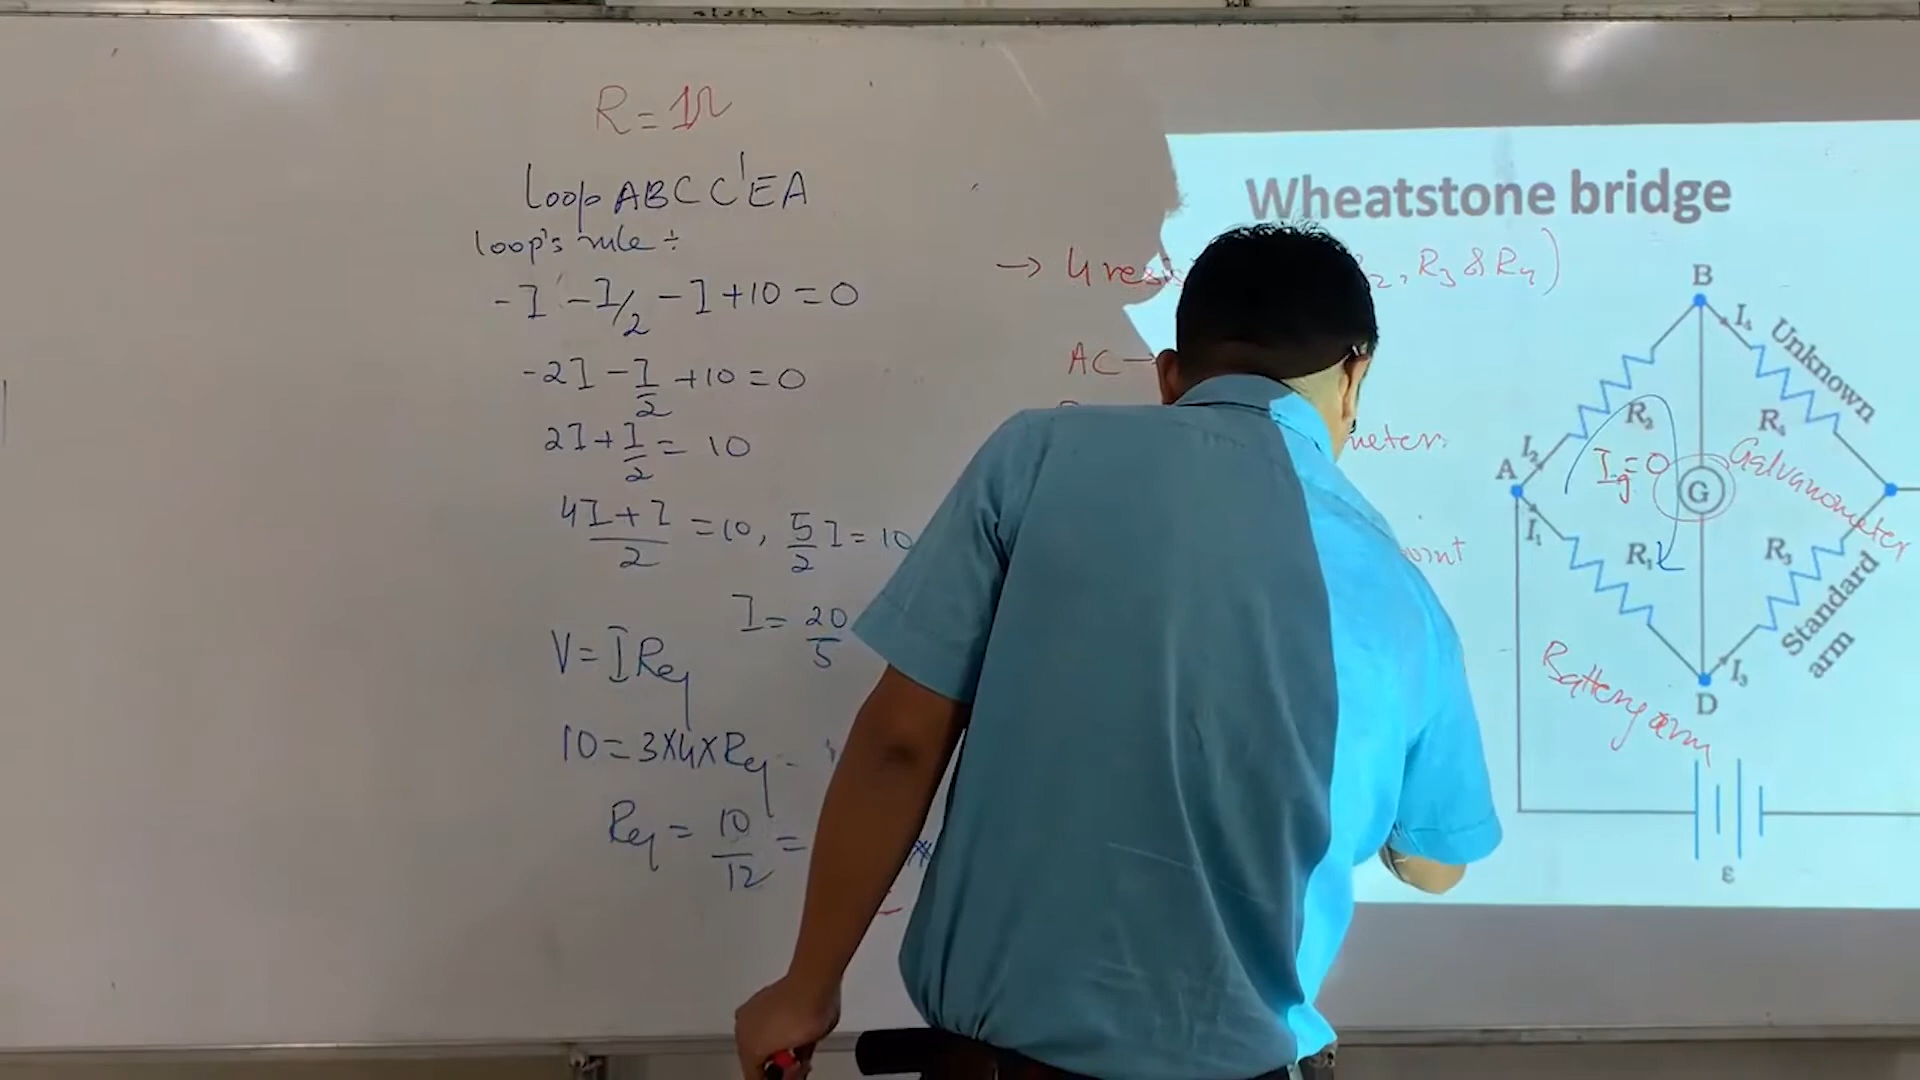 R = 1Ω
Loop ABCC'EA
loop's rule ÷
-I -I/2 -I +10 = 0
-2I - I/2 +10 = 0
2I + I/2 = 10
4I + I / 2 = 10, 5/2 I = 10
I = 20/5
V = I Req
10 = 3×4×Req
Req = 10/12 =
Wheatstone bridge
→ 4 , R3 & R4)
AC →
B
I4
Unknown
R2
R4
I2
A
Ig = 0
G
Galvanometer
I1
R1
R3
Standard
arm
I3
D
Battery arm
ε